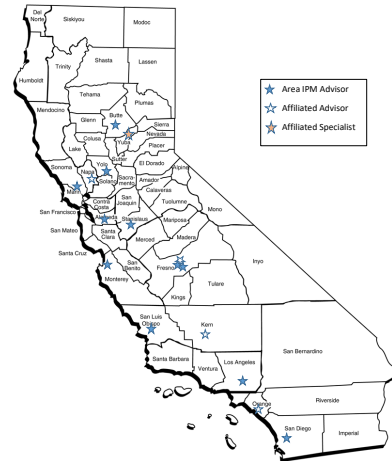 Del
Norte
Siskiyou
Modoc
Humboldt
Trinity
Shasta
Lassen
Tehama
Plumas
Mendocino
Glenn
Butte
Sierra
Nevada
Yuba
Placer
Colusa
Lake
Sutter
El Dorado
Yolo
Sonoma
Napa
Solano
Sacra-
mento
Amador
Alpine
Calaveras
Marin
Contra
Costa
San
Joaquin
Tuolumne
Mono
San Francisco
Alameda
Stanislaus
Mariposa
San Mateo
Santa
Clara
Merced
Madera
Santa Cruz
San
Benito
Fresno
Inyo
Monterey
Kings
Tulare
San Luis
Obispo
Kern
San Bernardino
Santa Barbara
Ventura
Los Angeles
Orange
Riverside
San Diego
Imperial
Area IPM Advisor
Affiliated Advisor
Affiliated Specialist